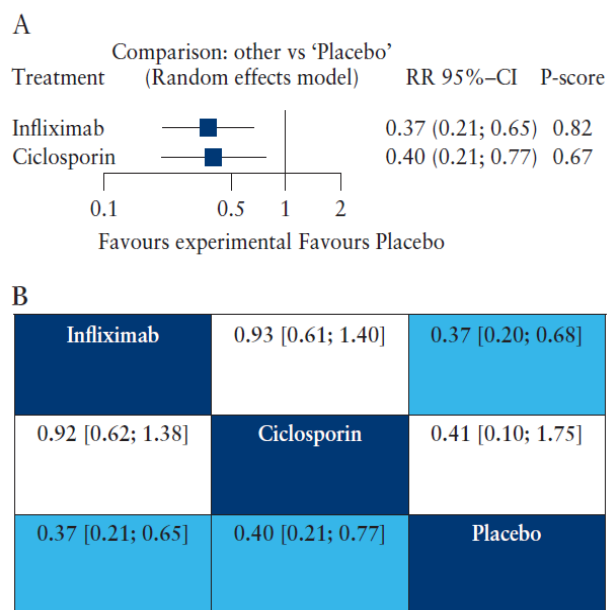 A
Comparison: other vs ‘Placebo’
Treatment (Random effects model) RR 95%–CI P-score
Infliximab 0.37 (0.21; 0.65) 0.82
Ciclosporin 0.40 (0.21; 0.77) 0.67
0.1 0.5 1 2
Favours experimental Favours Placebo
B
Infliximab 0.93 [0.61; 1.40] 0.37 [0.20; 0.68]
0.92 [0.62; 1.38] Ciclosporin 0.41 [0.10; 1.75]
0.37 [0.21; 0.65] 0.40 [0.21; 0.77] Placebo